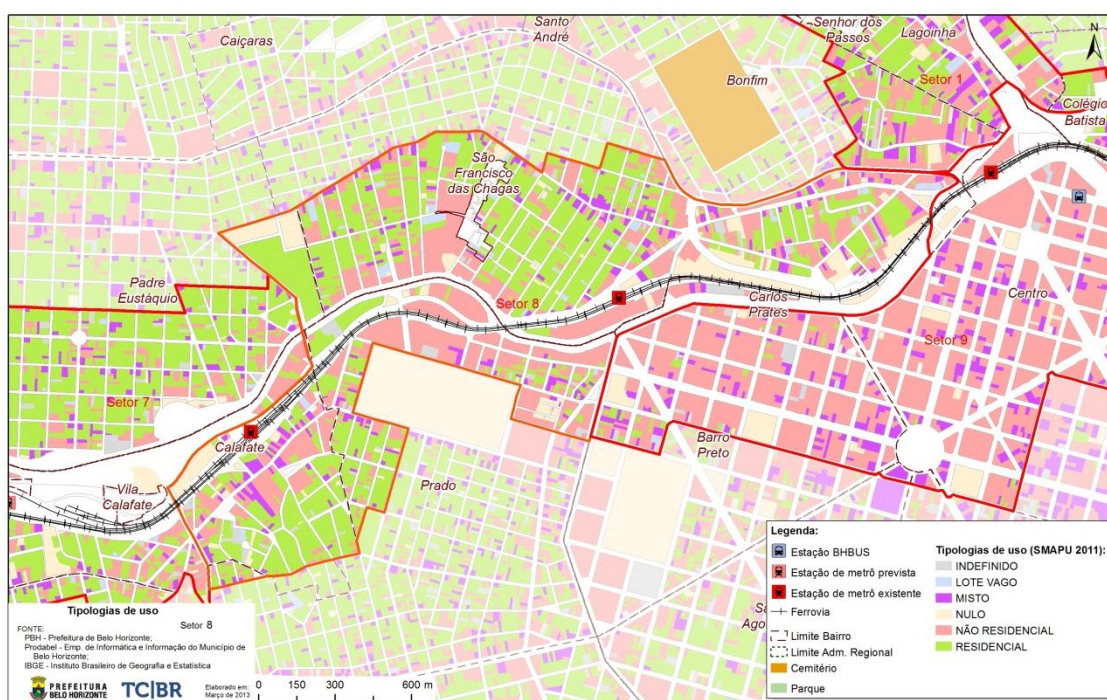 Santo
André
Senhor dos
Passos
Lagoinha
N
Caiçaras
Bonfim
Setor 1
Colégio
Batista
São
Francisco
das Chagas
Padre
Eustáquio
Setor 8
Carlos
Prates
Centro
Setor 9
Setor 7
Calafate
Barro
Preto
Prado
Vila
Calafate
Legenda:
Estação BHBUS
Estação de metrô prevista
Estação de metrô existente
Ferrovia
Limite Bairro
Limite Adm. Regional
Cemitério
Parque
Tipologias de uso (SMAPU 2011):
INDEFINIDO
LOTE VAGO
MISTO
NULO
NÃO RESIDENCIAL
RESIDENCIAL
Tipologias de uso
Setor 8
FONTE:
PBH - Prefeitura de Belo Horizonte;
Prodabel - Emp. de Informática e Informação do Município de
Belo Horizonte;
IBGE - Instituto Brasileiro de Geografia e Estatística
PREFEITURA
BELO HORIZONTE
TC|BR
Elaborado em:
Março de 2013
0 150 300 600 m